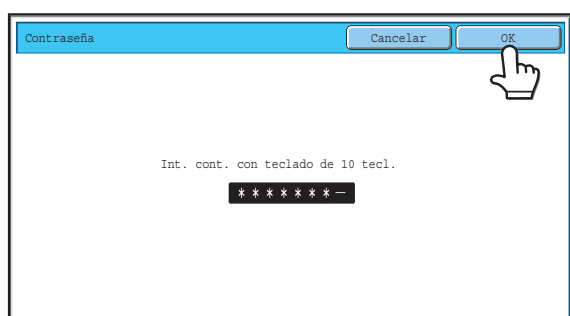 Contraseña
Cancelar
OK
Int. cont. con teclado de 10 tecl.
*******–